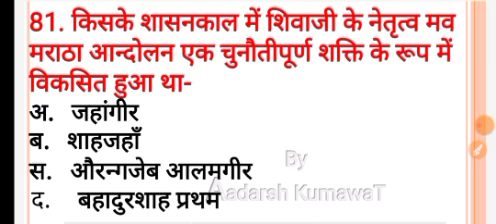 81. किसके शासनकाल में शिवाजी के नेतृत्व मव
मराठा आन्दोलन एक चुनौतीपूर्ण शक्ति के रूप में
विकसित हुआ था-
अ. जहांगीर
ब. शाहजहाँ
स. औरन्गजेब आलमगीर
द. बहादुरशाह प्रथम
By
Aadarsh KumawaT